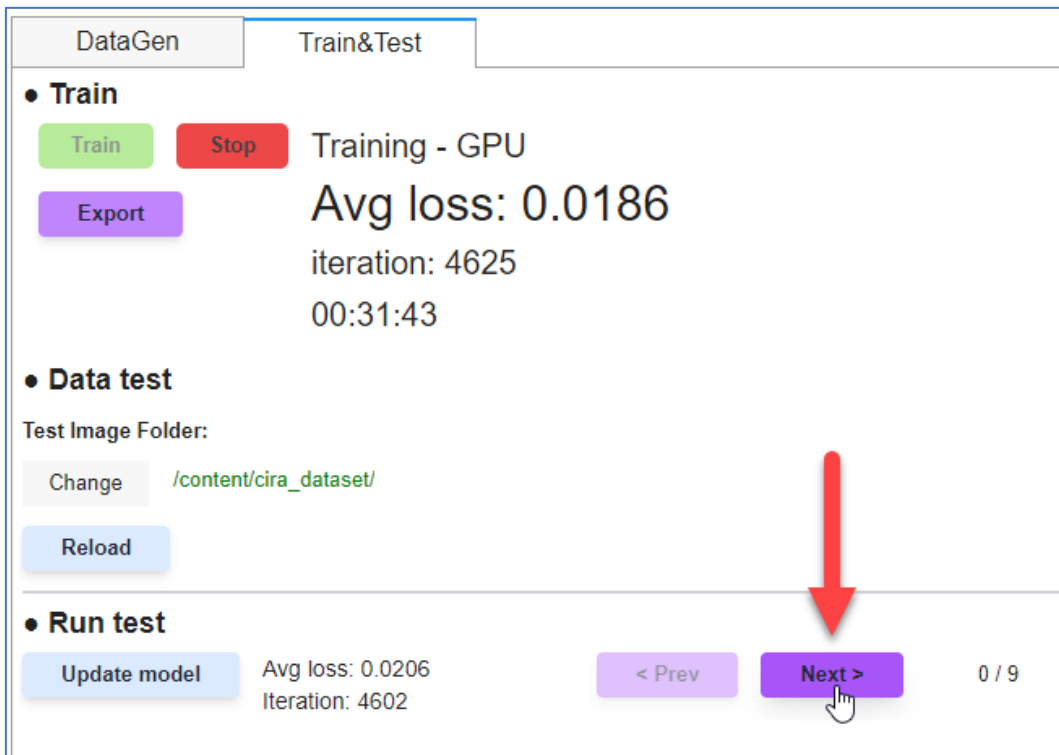 DataGen Train&Test
● Train
Train Stop Training - GPU
Export Avg loss: 0.0186
iteration: 4625
00:31:43
● Data test
Test Image Folder:
Change /content/cira_dataset/
Reload
● Run test
Update model Avg loss: 0.0206 < Prev Next > 0 / 9
Iteration: 4602